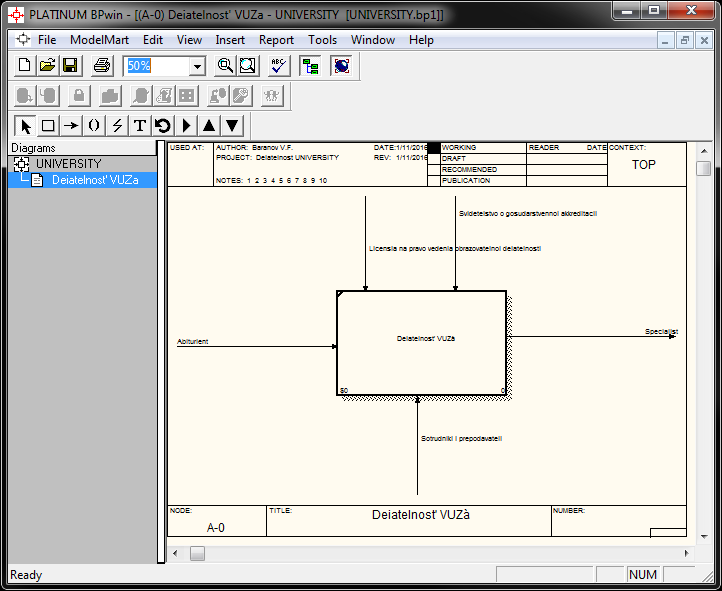 PLATINUM BPwin - [(A-0) Deiatelnost' VUZa - UNIVERSITY [UNIVERSITY.bp1]]
File ModelMart Edit View Insert Report Tools Window Help
50%
ABC
T
Diagrams
UNIVERSITY
Deiatelnost' VUZa
USED AT: AUTHOR: Baranov V.F. DATE:1/11/2016 WORKING READER DATE CONTEXT:
PROJECT: Deiatelnost UNIVERSITY REV: 1/11/2016 DRAFT
TOP
RECOMMENDED
NOTES: 1 2 3 4 5 6 7 8 9 10 PUBLICATION
Svidetelstvo o gosudarstvennoi akkreditacii
Licensia na pravo vedenia obrazovatelnoi deiatelnosti
Abiturient
Deiatelnost' VUZà
Specialist
$0 0
Sotrudniki i prepodavateli
NODE: TITLE: NUMBER:
A-0 Deiatelnost' VUZà
Ready NUM